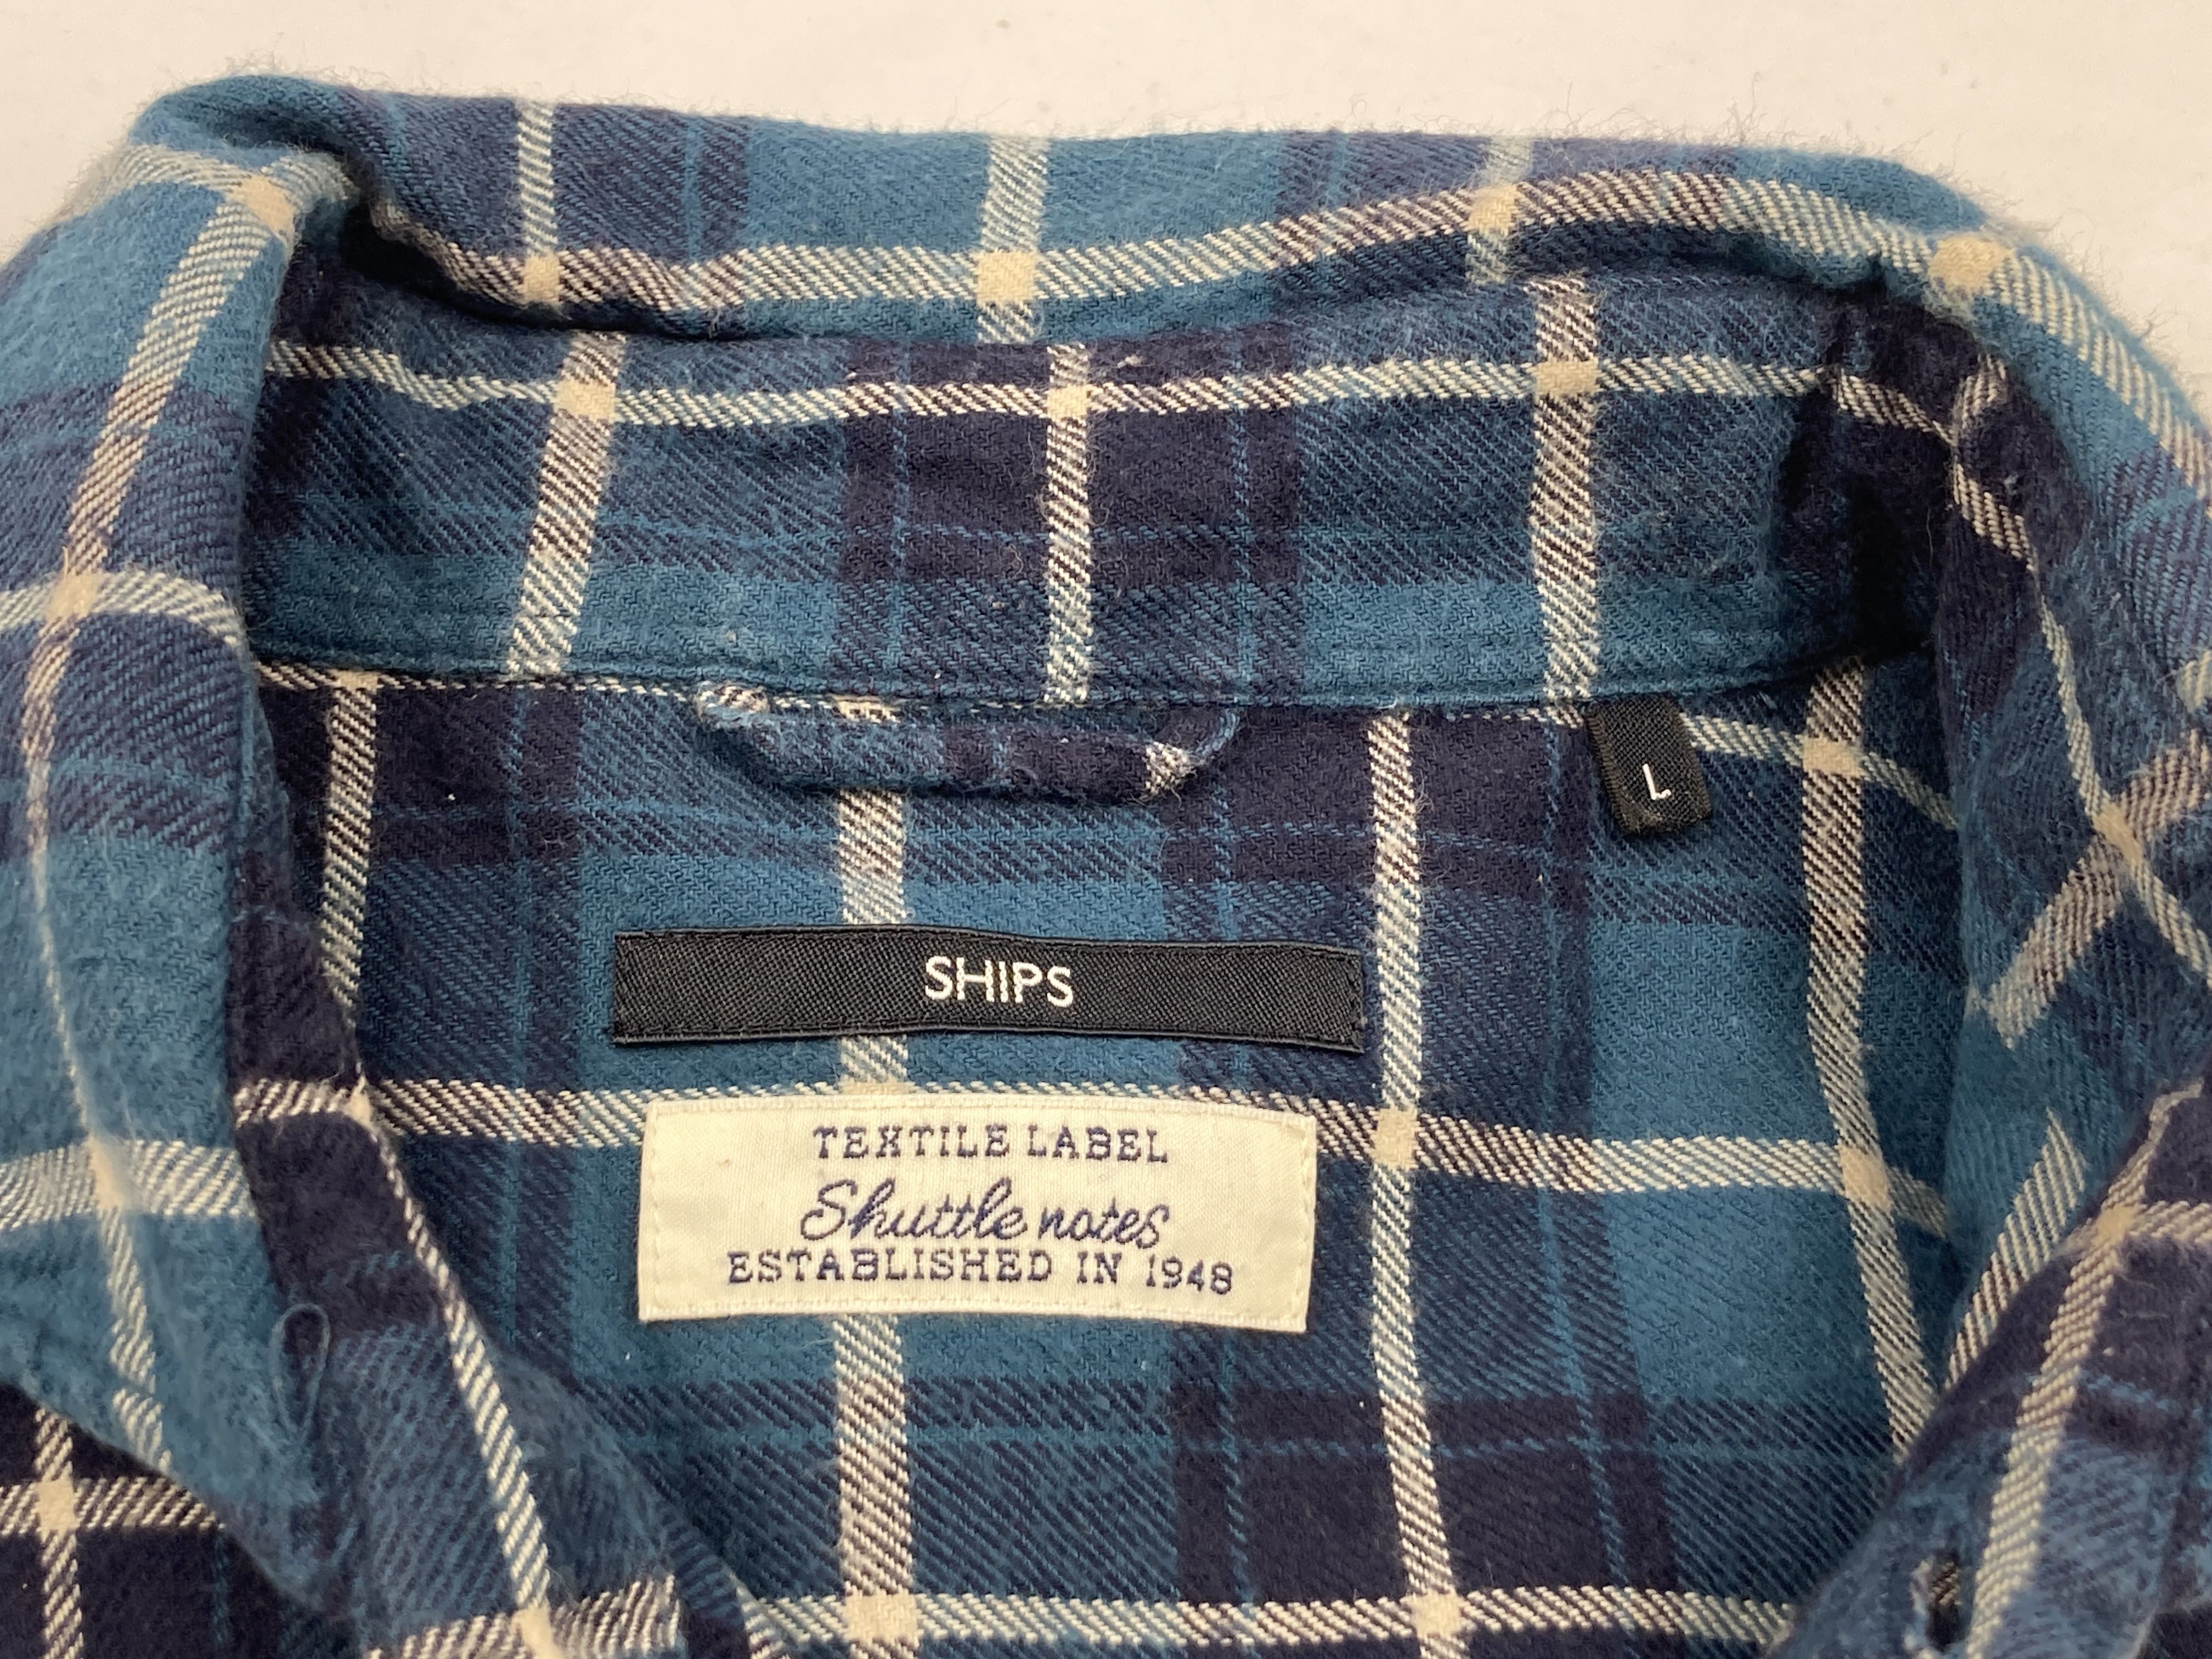 L
SHIPS
TEXTILE LABEL
Shuttle notes
ESTABLISHED IN 1948